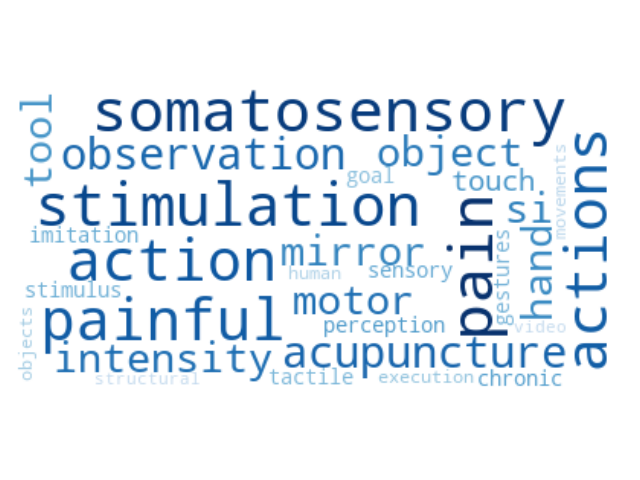 somatosensory
tool
observation
object
goal
touch
movements
stimulation
pain
si
actions
imitation
action
mirror
human
sensory
gestures
hand
stimulus
painful
motor
perception
video
objects
intensity
acupuncture
structural
tactile
execution
chronic